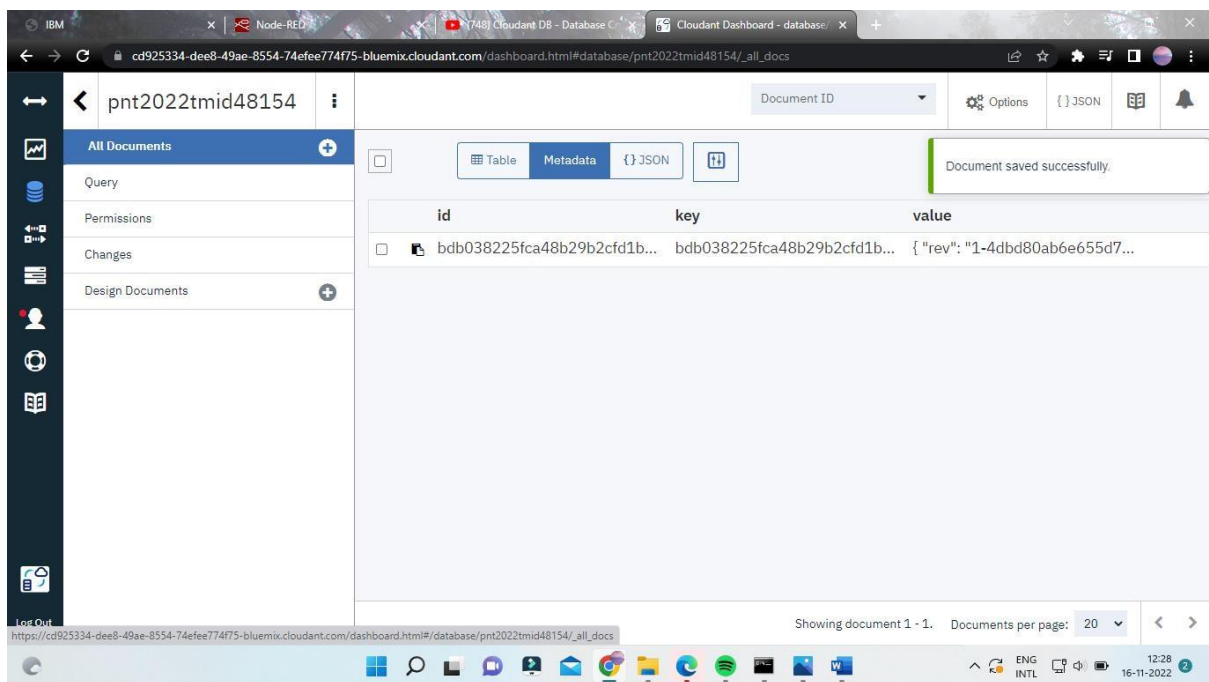 IBM
Node-RED
(748) Cloudant DB - Database C
Cloudant Dashboard - database/
cd925334-dee8-49ae-8554-74efee774f75-bluemix.cloudant.com/dashboard.html#database/pnt2022tmid48154/_all_docs
pnt2022tmid48154
Document ID
Options
{ } JSON
All Documents
Table
Metadata
{ } JSON
Document saved successfully.
Query
Permissions
Changes
Design Documents
id key value
bdb038225fca48b29b2cfd1b... bdb038225fca48b29b2cfd1b... { "rev": "1-4dbd80ab6e655d7...
Log Out
Showing document 1 - 1. Documents per page: 20
https://cd925334-dee8-49ae-8554-74efee774f75-bluemix.cloudant.com/dashboard.html#/database/pnt2022tmid48154/_all_docs
ENG
INTL
12:28
16-11-2022
2